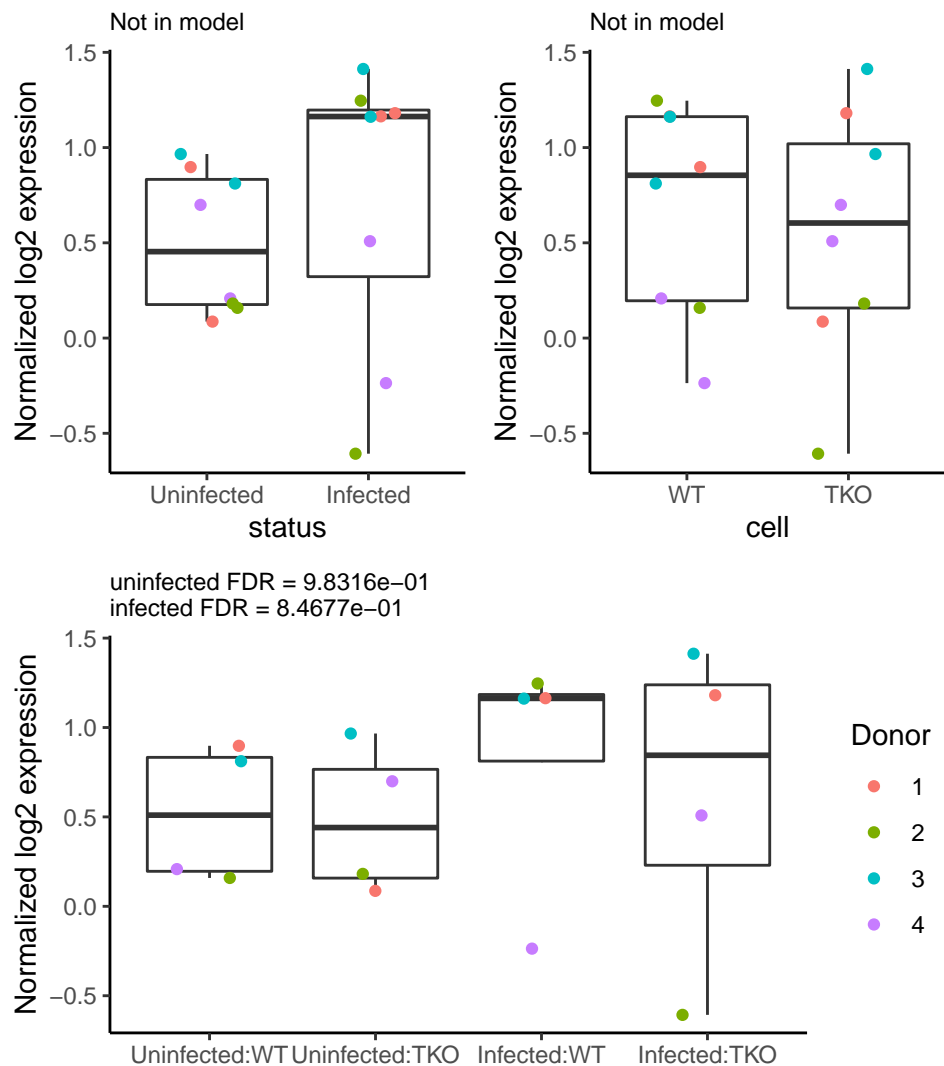 Not in model
Normalized log2 expression
1.5
1.0
0.5
0.0
−0.5
Uninfected Infected
status
Not in model
Normalized log2 expression
1.5
1.0
0.5
0.0
−0.5
WT TKO
cell
uninfected FDR = 9.8316e−01
infected FDR = 8.4677e−01
Normalized log2 expression
1.5
1.0
0.5
0.0
−0.5
Uninfected:WT Uninfected:TKO Infected:WT Infected:TKO
Donor
1
2
3
4